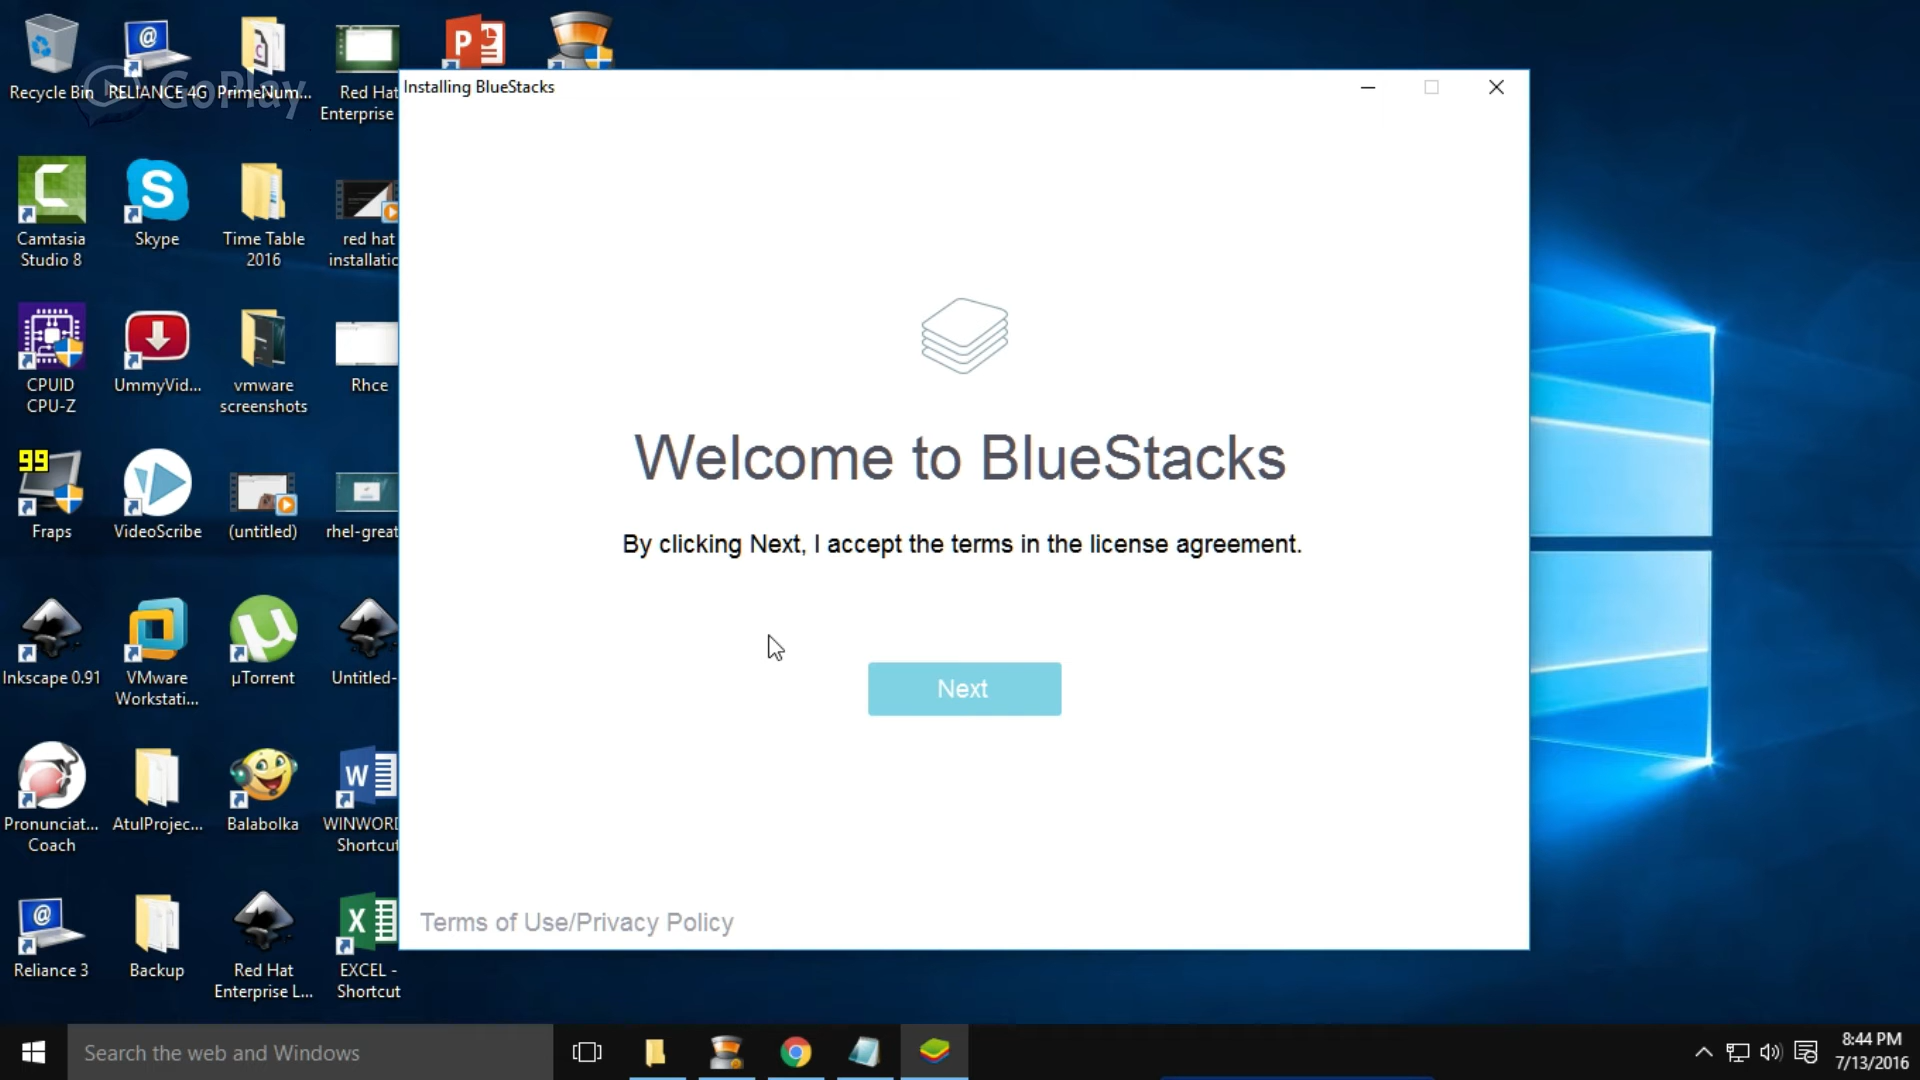 Recycle Bin
RELIANCE 4G
PrimeNum...
GoPlay
Red Hat
Enterprise
Installing BlueStacks
Camtasia
Studio 8
Skype
Time Table
2016
red hat
CPUID
CPU-Z
UmmyVid...
vmware
screenshots
Rhce
Welcome to BlueStacks
By clicking Next, I accept the terms in the license agreement.
99
Fraps
VideoScribe
(untitled)
rhel-great
Next
Inkscape 0.91
VMware
Workstati...
µTorrent
Untitled-
Pronunciat...
Coach
AtulProjec...
Balabolka
WINWORD
Shortcut
Terms of Use/Privacy Policy
Reliance 3
Backup
Red Hat
Enterprise L...
EXCEL -
Shortcut
Search the web and Windows
8:44 PM
7/13/2016